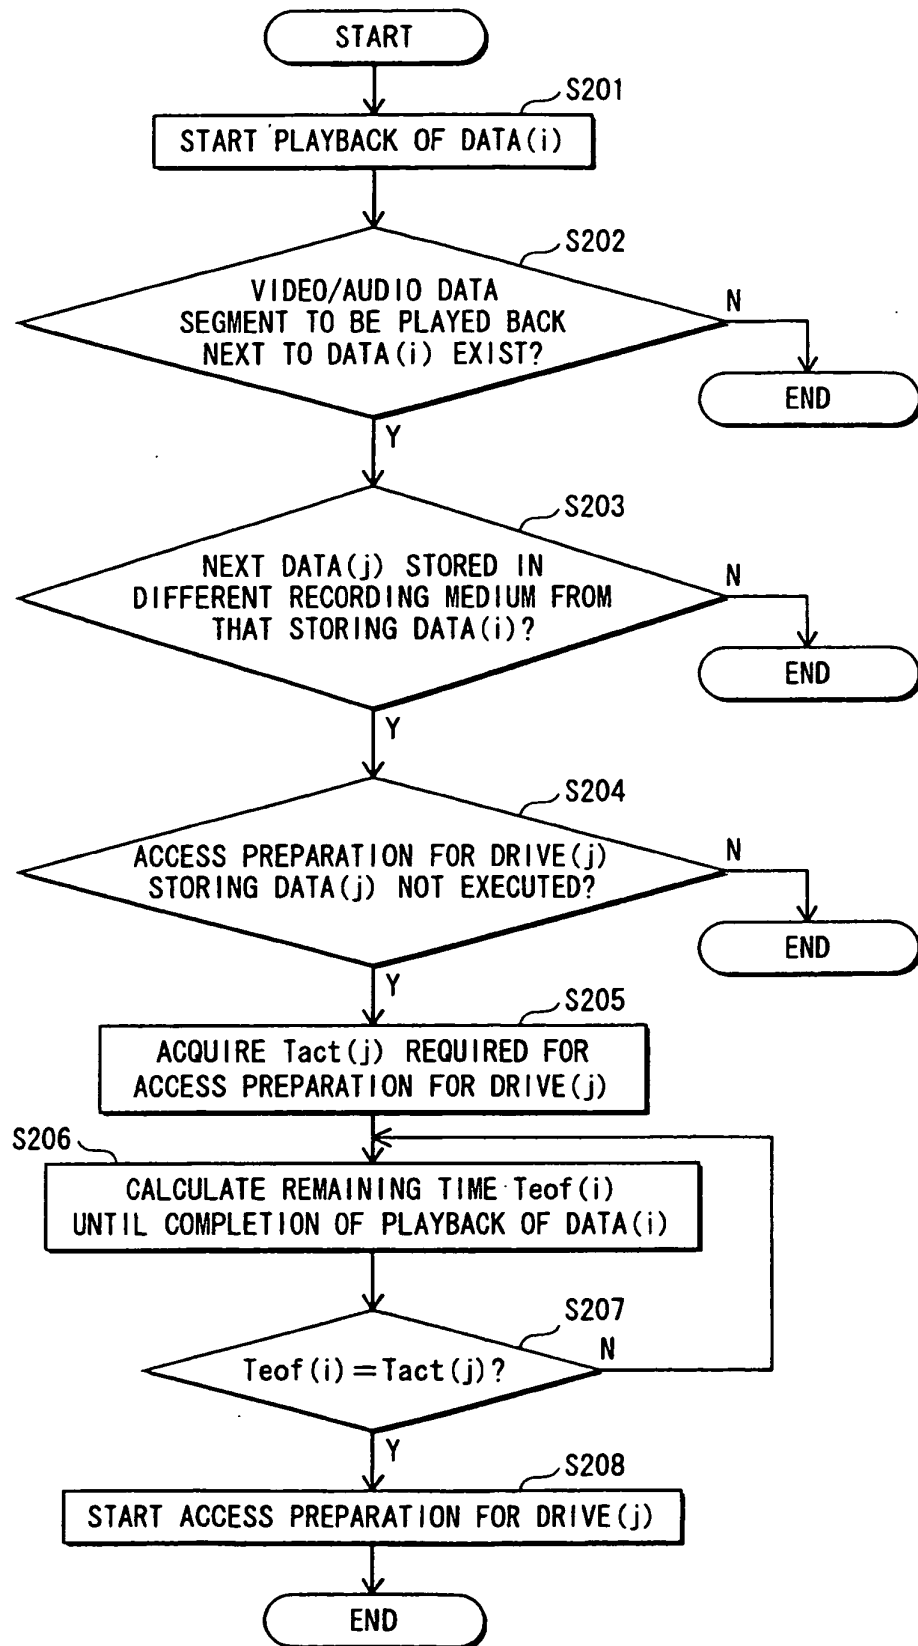 START
S201
START PLAYBACK OF DATA(i)
S202
VIDEO/AUDIO DATA
SEGMENT TO BE PLAYED BACK
NEXT TO DATA(i) EXIST?
N
END
Y
S203
NEXT DATA(j) STORED IN
DIFFERENT RECORDING MEDIUM FROM
THAT STORING DATA(i)?
N
END
Y
S204
ACCESS PREPARATION FOR DRIVE(j)
STORING DATA(j) NOT EXECUTED?
N
END
Y
S205
ACQUIRE Tact(j) REQUIRED FOR
ACCESS PREPARATION FOR DRIVE(j)
S206
CALCULATE REMAINING TIME Teof(i)
UNTIL COMPLETION OF PLAYBACK OF DATA(i)
S207
Teof(i)=Tact(j)?
N
Y
S208
START ACCESS PREPARATION FOR DRIVE(j)
END